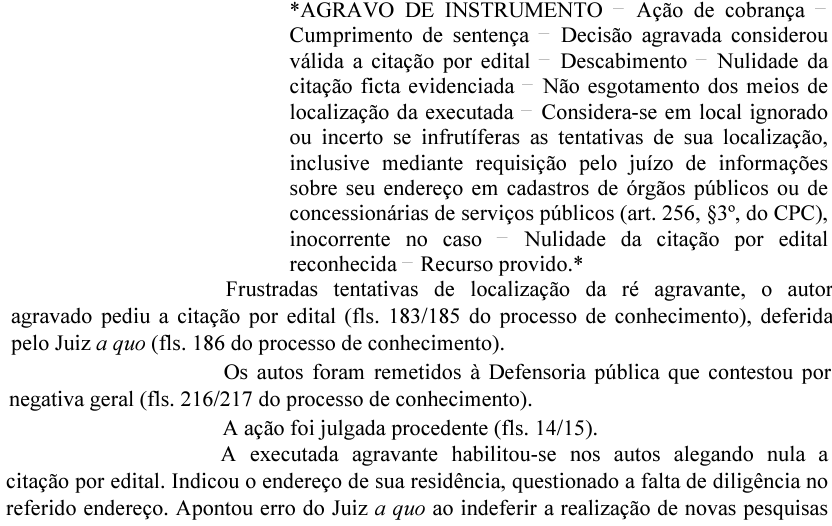 *AGRAVO DE INSTRUMENTO – Ação de cobrança –
Cumprimento de sentença – Decisão agravada considerou
válida a citação por edital – Descabimento – Nulidade da
citação ficta evidenciada – Não esgotamento dos meios de
localização da executada – Considera-se em local ignorado
ou incerto se infrutíferas as tentativas de sua localização,
inclusive mediante requisição pelo juízo de informações
sobre seu endereço em cadastros de órgãos públicos ou de
concessionárias de serviços públicos (art. 256, §3º, do CPC),
inocorrente no caso – Nulidade da citação por edital
reconhecida – Recurso provido.*
Frustradas tentativas de localização da ré agravante, o autor
agravado pediu a citação por edital (fls. 183/185 do processo de conhecimento), deferida
pelo Juiz a quo (fls. 186 do processo de conhecimento).
Os autos foram remetidos à Defensoria pública que contestou por
negativa geral (fls. 216/217 do processo de conhecimento).
A ação foi julgada procedente (fls. 14/15).
A executada agravante habilitou-se nos autos alegando nula a
citação por edital. Indicou o endereço de sua residência, questionado a falta de diligência no
referido endereço. Apontou erro do Juiz a quo ao indeferir a realização de novas pesquisas